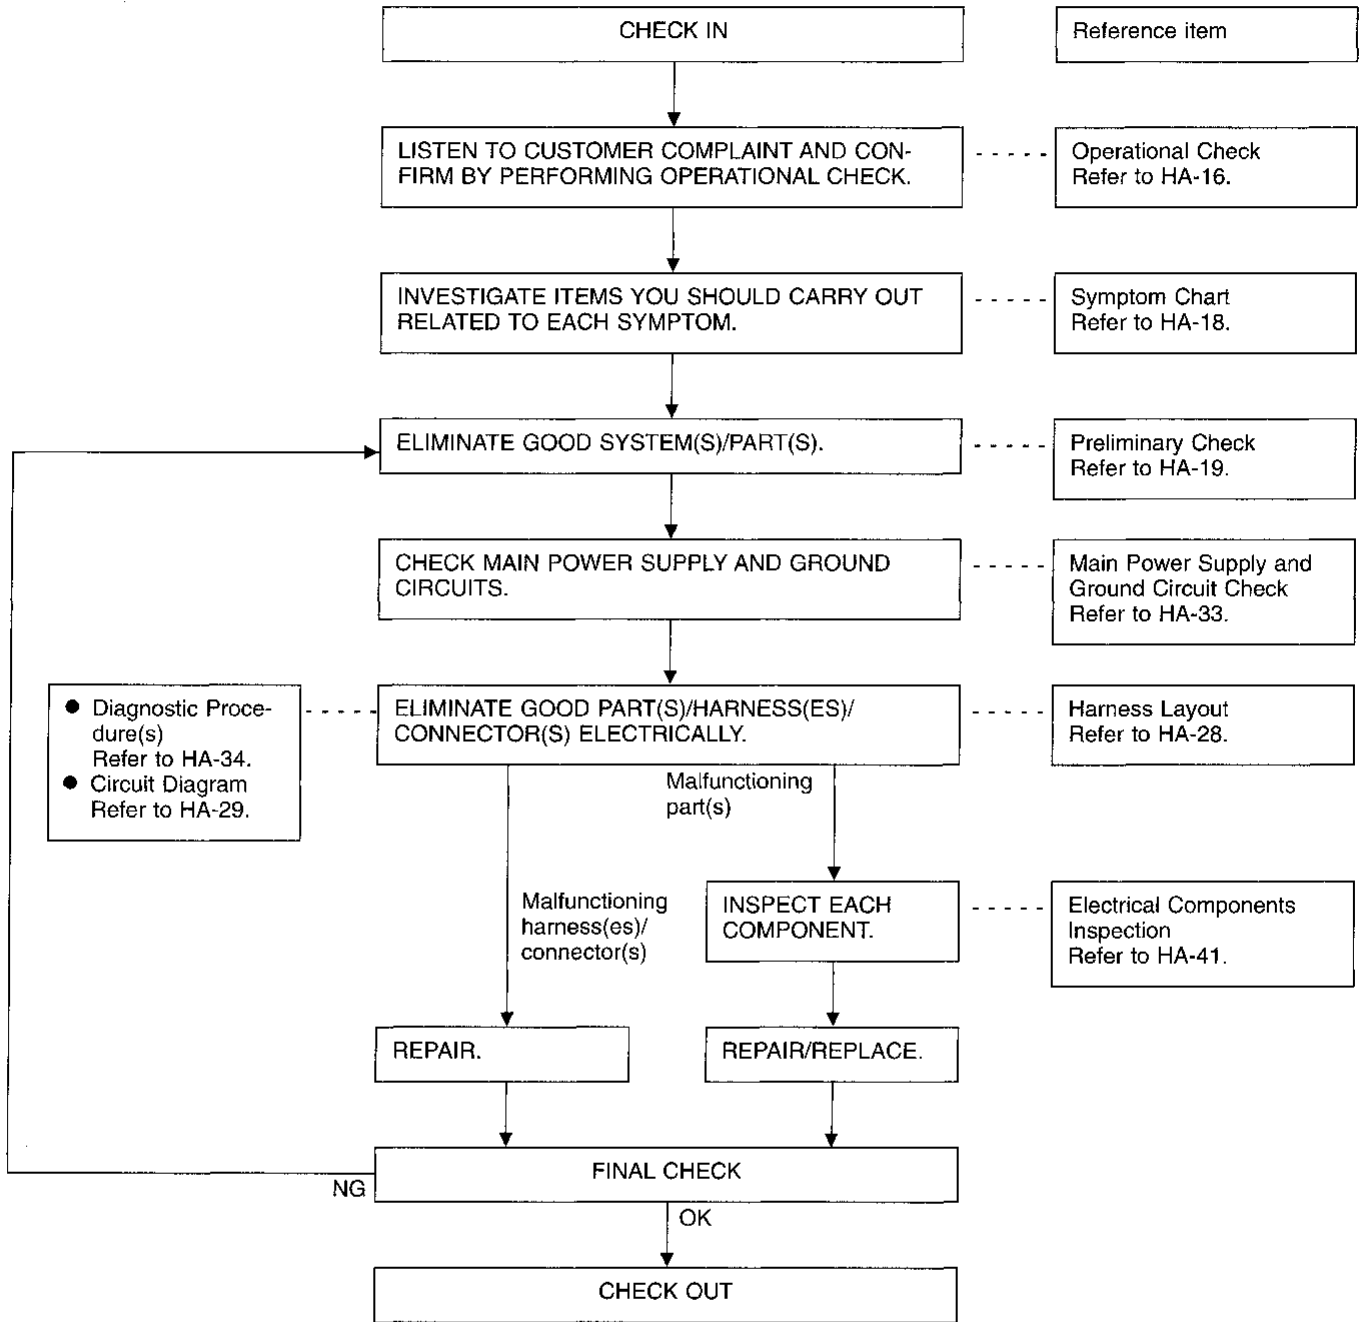 CHECK IN
Reference item
LISTEN TO CUSTOMER COMPLAINT AND CON-
FIRM BY PERFORMING OPERATIONAL CHECK.
Operational Check
Refer to HA-16.
INVESTIGATE ITEMS YOU SHOULD CARRY OUT
RELATED TO EACH SYMPTOM.
Symptom Chart
Refer to HA-18.
ELIMINATE GOOD SYSTEM(S)/PART(S).
Preliminary Check
Refer to HA-19.
CHECK MAIN POWER SUPPLY AND GROUND
CIRCUITS.
Main Power Supply and
Ground Circuit Check
Refer to HA-33.
● Diagnostic Proce-
dure(s)
Refer to HA-34.
● Circuit Diagram
Refer to HA-29.
ELIMINATE GOOD PART(S)/HARNESS(ES)/
CONNECTOR(S) ELECTRICALLY.
Harness Layout
Refer to HA-28.
Malfunctioning
part(s)
Malfunctioning
harness(es)/
connector(s)
INSPECT EACH
COMPONENT.
Electrical Components
Inspection
Refer to HA-41.
REPAIR.
REPAIR/REPLACE.
FINAL CHECK
NG
OK
CHECK OUT